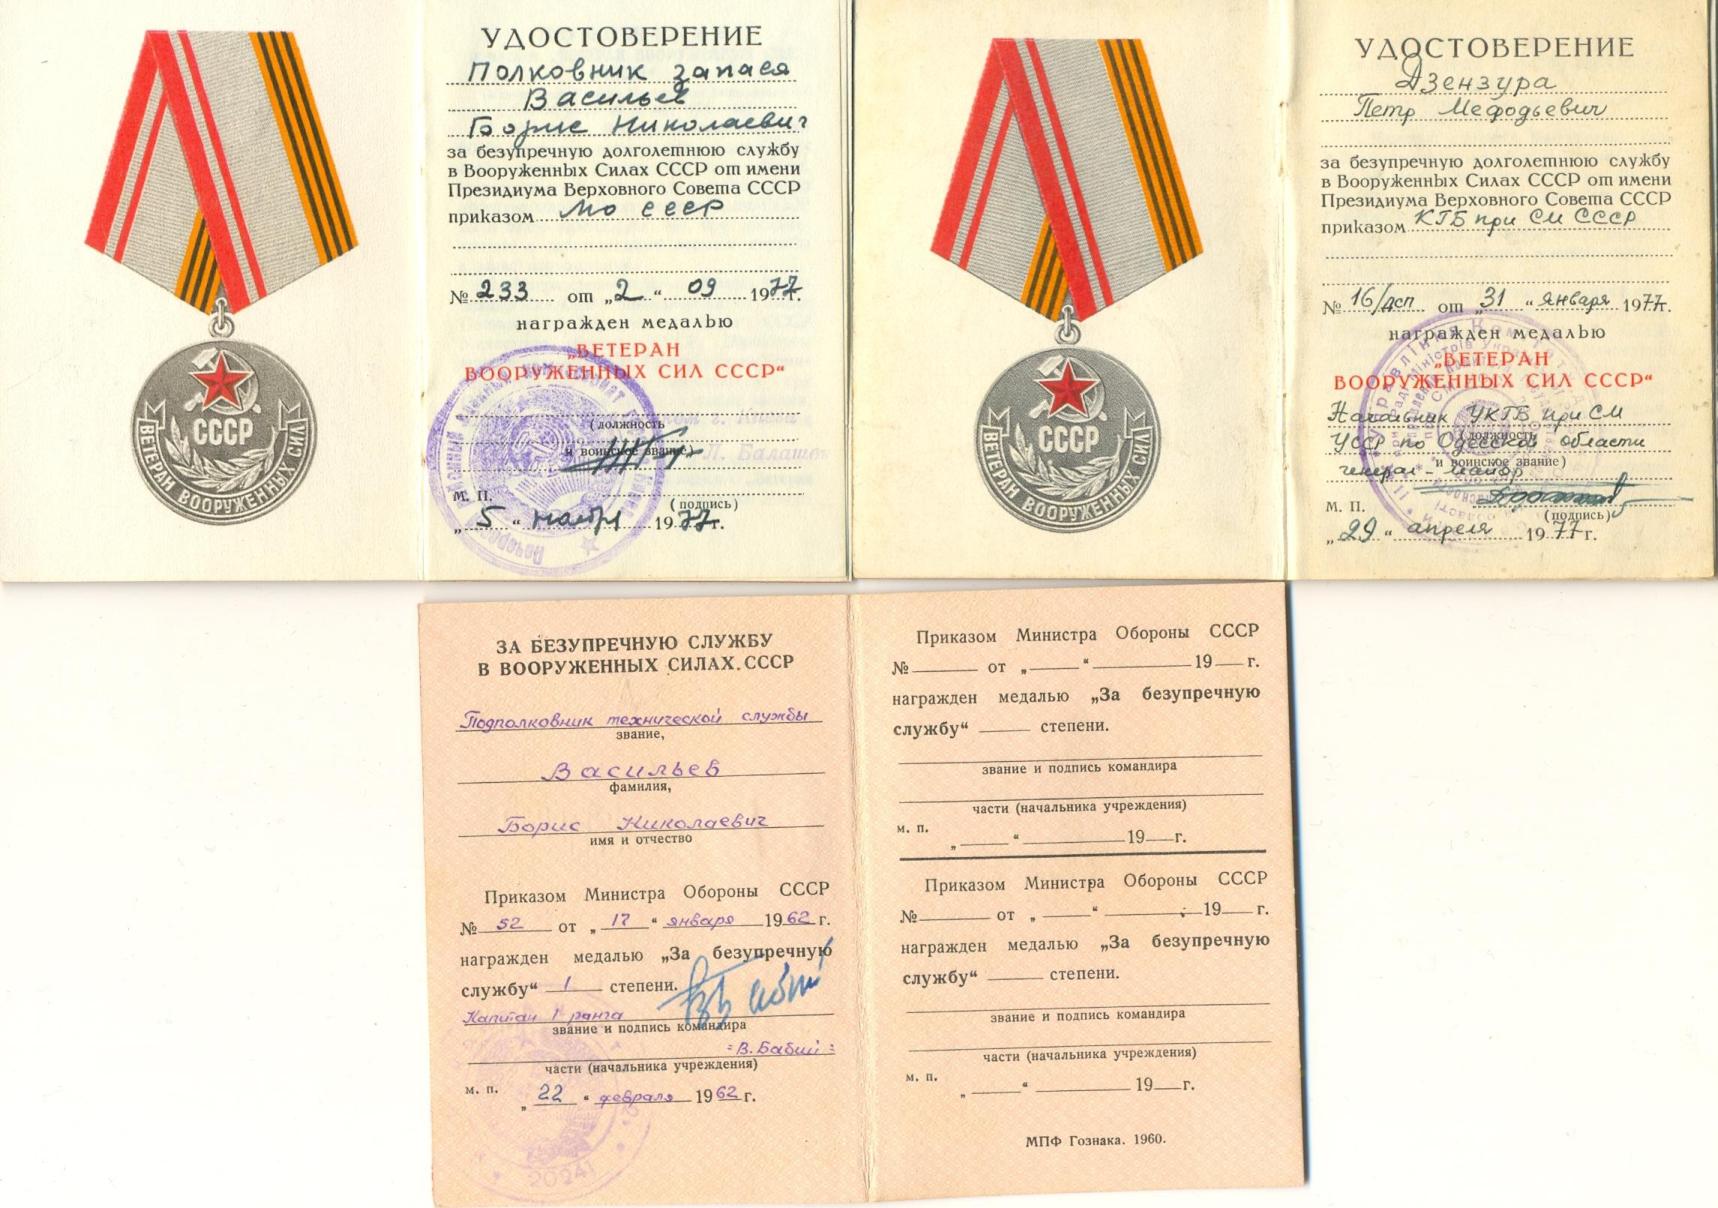 УДОСТОВЕРЕНИЕ
Полковник запаса
Васильев
Борис Николаевич
за безупречную долголетнюю службу
в Вооруженных Силах СССР от имени
Президиума Верховного Совета СССР
приказом МО СССР
№ 233 от „2“ 09 1977г.
награжден медалью
„ВЕТЕРАН
ВООРУЖЕННЫХ СИЛ СССР“
(должность
и воинское звание)
Л. Балашов
м. п.
(подпись)
„5“ ноября 1977г.
СССР
ВЕТЕРАН ВООРУЖЕННЫХ СИЛ
УДОСТОВЕРЕНИЕ
Дзензура
Петр Мефодьевич
за безупречную долголетнюю службу
в Вооруженных Силах СССР от имени
Президиума Верховного Совета СССР
приказом КГБ при СМ СССР
№ 16/дсп от „31“ января 1977г.
награжден медалью
„ВЕТЕРАН
ВООРУЖЕННЫХ СИЛ СССР“
Начальник УКГБ при СМ
УССР по Одесской области
(должность
и воинское звание)
генерал-майор
м. п.
(подпись)
„29“ апреля 1977г.
СССР
ВЕТЕРАН ВООРУЖЕННЫХ СИЛ
ЗА БЕЗУПРЕЧНУЮ СЛУЖБУ
В ВООРУЖЕННЫХ СИЛАХ СССР
Подполковник технической службы
звание,
Васильев
фамилия,
Борис Николаевич
имя и отчество
Приказом Министра Обороны СССР
№ 52 от „17“ января 1962 г.
награжден медалью „За безупречную
службу“ I степени.
Капитан 1 ранга
звание и подпись командира
=В. Бабий=
части (начальника учреждения)
м. п.
„22“ февраля 1962 г.
20241
Приказом Министра Обороны СССР
№ от „ “ 19 г.
награжден медалью „За безупречную
службу“ степени.
звание и подпись командира
части (начальника учреждения)
м. п.
„ “ 19 г.
Приказом Министра Обороны СССР
№ от „ “ 19 г.
награжден медалью „За безупречную
службу“ степени.
звание и подпись командира
части (начальника учреждения)
м. п.
„ “ 19 г.
МПФ Гознака. 1960.